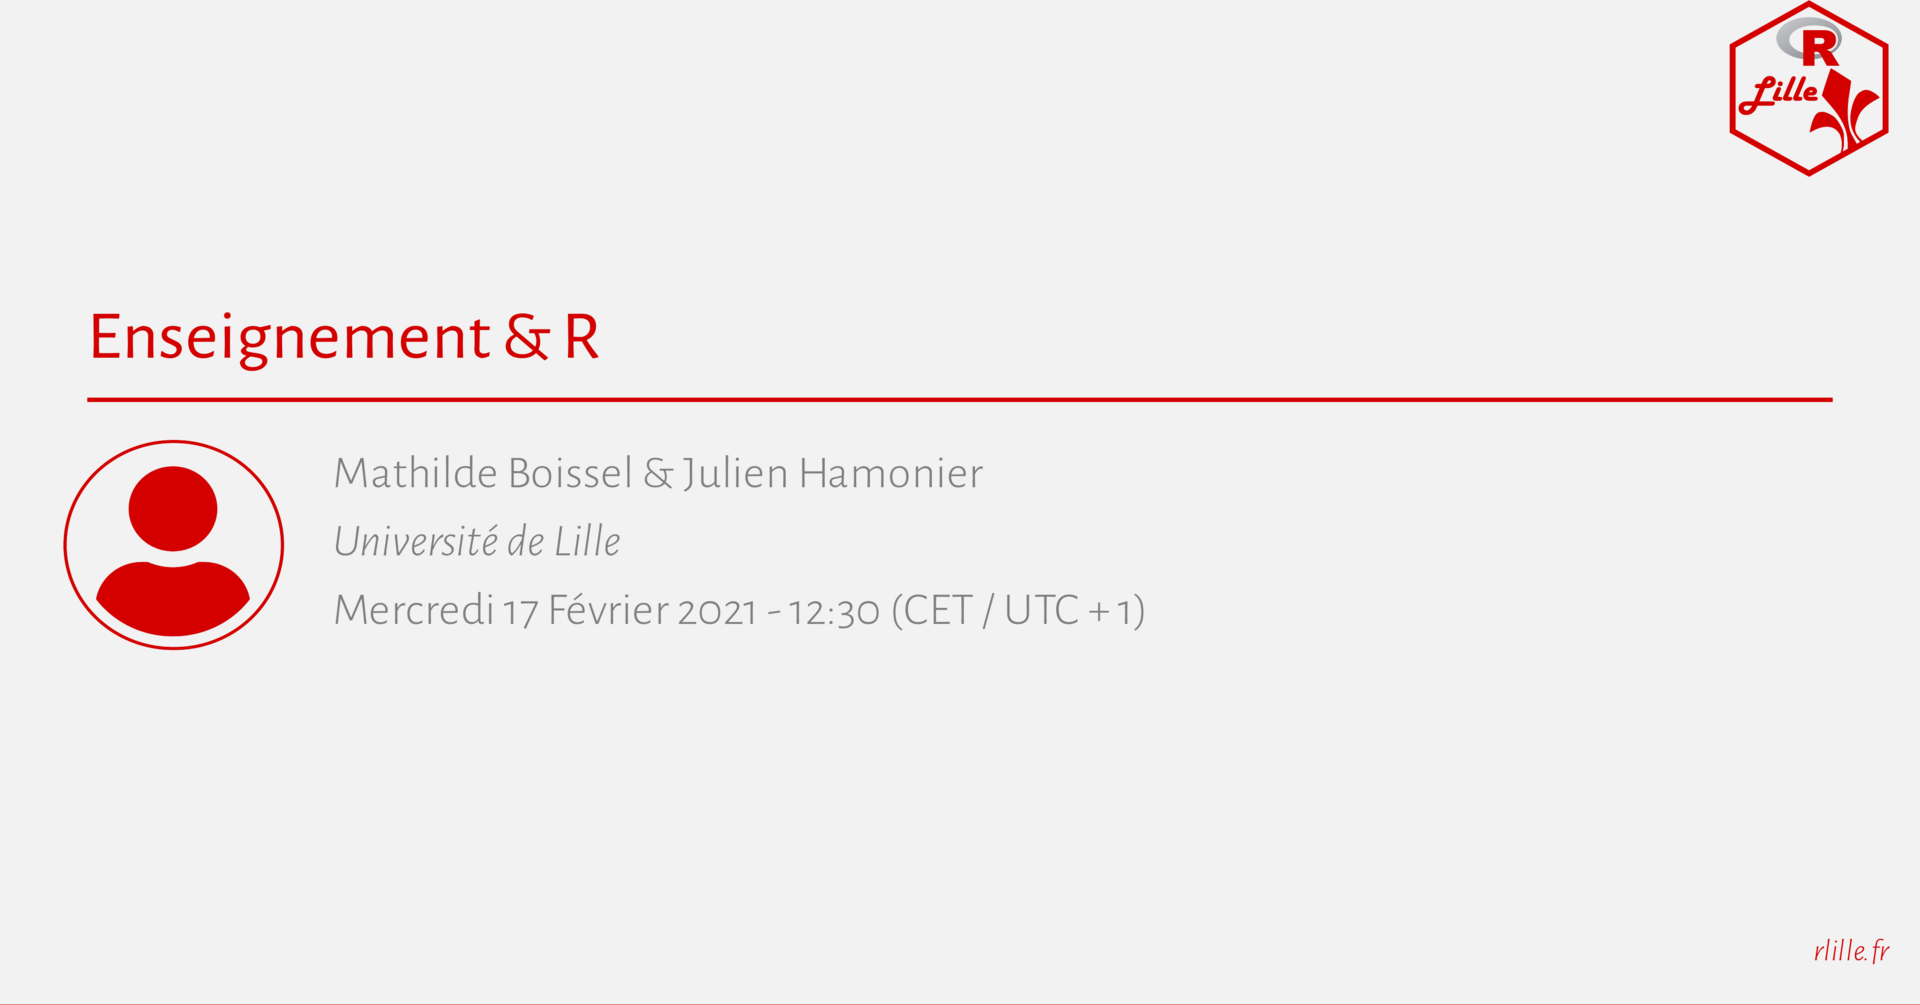 R
Lille
Enseignement & R
Mathilde Boissel & Julien Hamonier
Université de Lille
Mercredi 17 Février 2021 - 12:30 (CET / UTC + 1)
rlille.fr